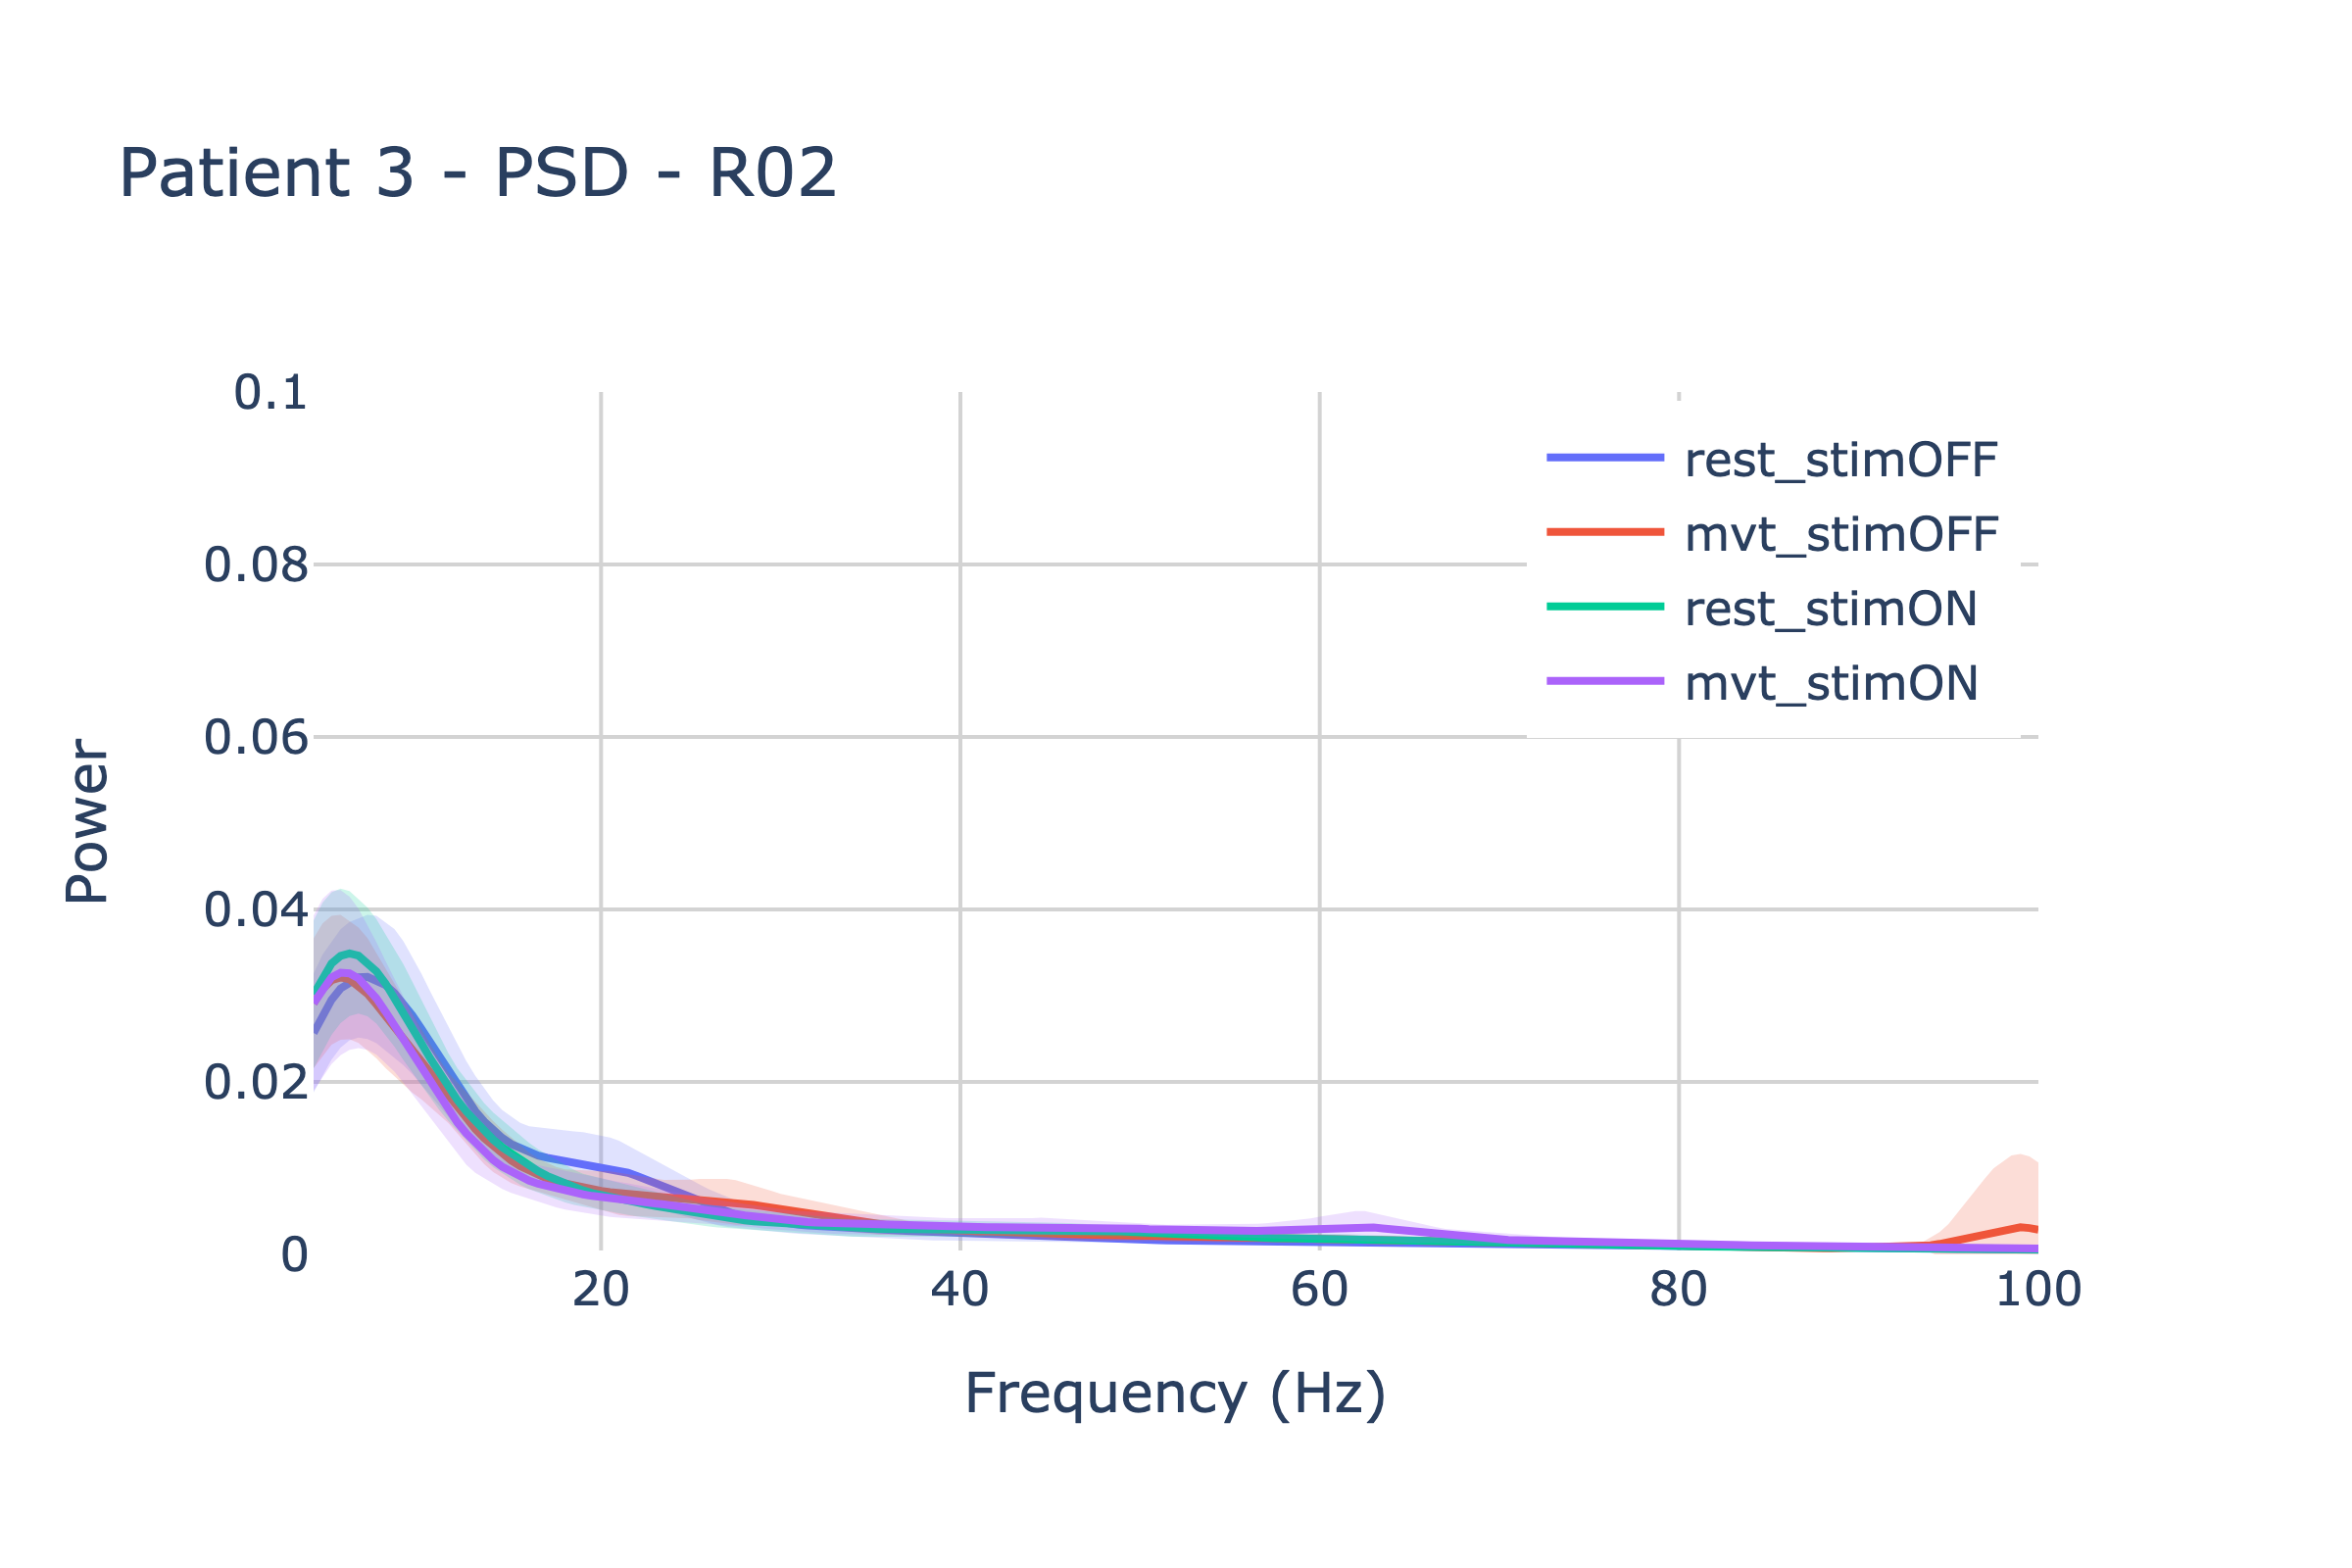 Patient 3 - PSD - R02
0.1
0.08
0.06
0.04
0.02
0
Power
rest_stimOFF
mvt_stimOFF
rest_stimON
mvt_stimON
20 40 60 80 100
Frequency (Hz)